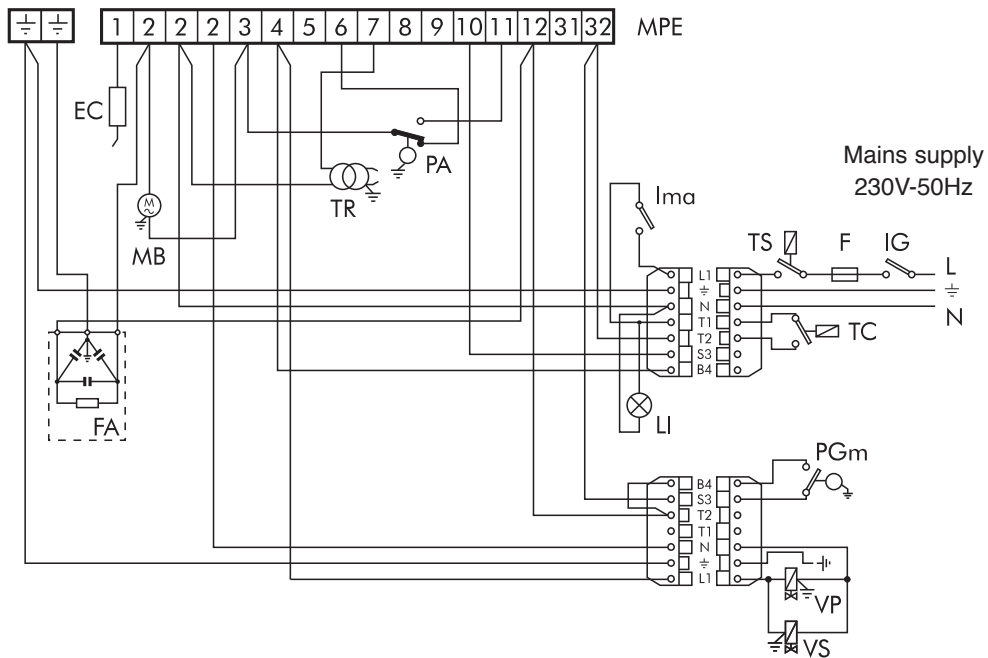 1 2 2 2 3 4 5 6 7 8 9 10 11 12 31 32 MPE
EC
PA
TR
MB
M
Mains supply
230V-50Hz
Ima
TS F IG
L
N
TC
L1
N
T1
T2
S3
B4
FA
LI
PGm
B4
S3
T2
T1
N
L1
VP
VS